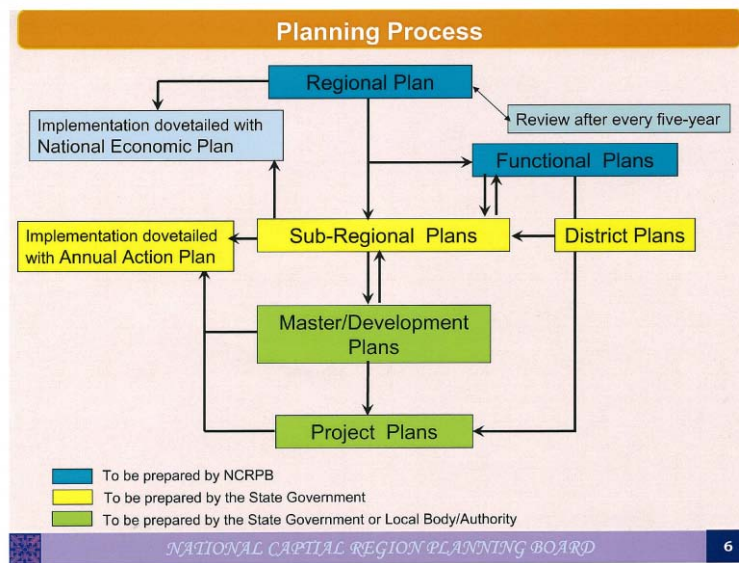 Planning Process
Regional Plan
Implementation dovetailed with
National Economic Plan
Review after every five-year
Functional Plans
Implementation dovetailed
with Annual Action Plan
Sub-Regional Plans
District Plans
Master/Development
Plans
Project Plans
To be prepared by NCRPB
To be prepared by the State Government
To be prepared by the State Government or Local Body/Authority
NATIONAL CAPTIAL REGION PLANNING BOARD
6